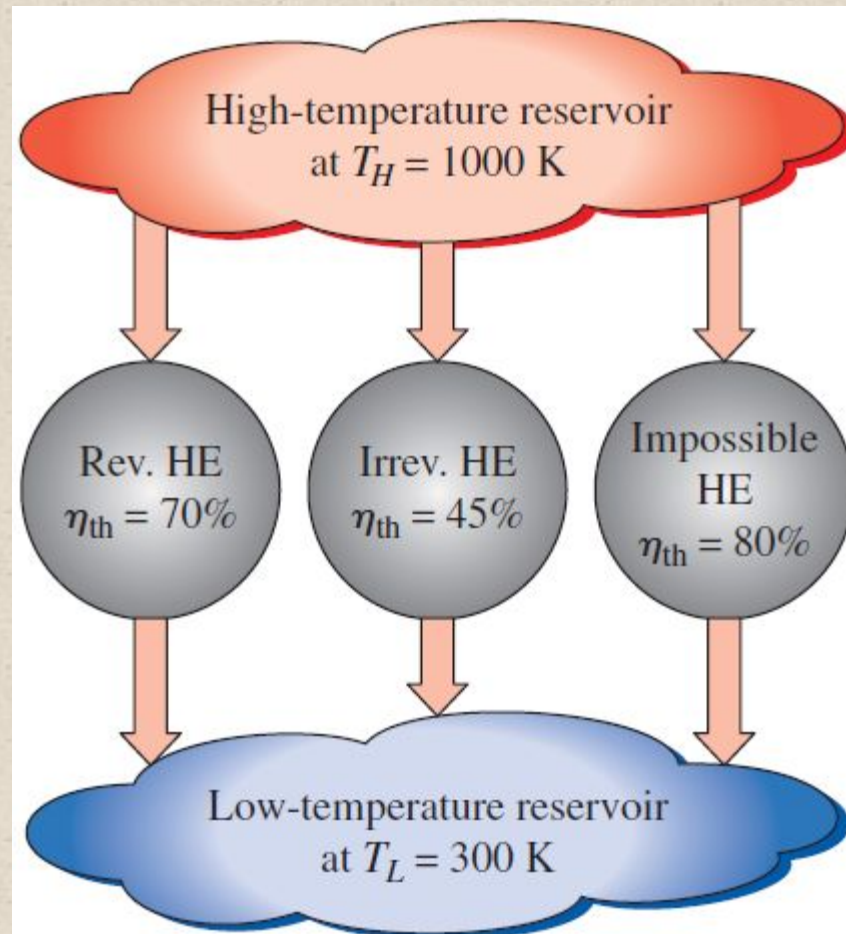 High-temperature reservoir
at T_H = 1000 K
Rev. HE
η_th = 70%
Irrev. HE
η_th = 45%
Impossible
HE
η_th = 80%
Low-temperature reservoir
at T_L = 300 K